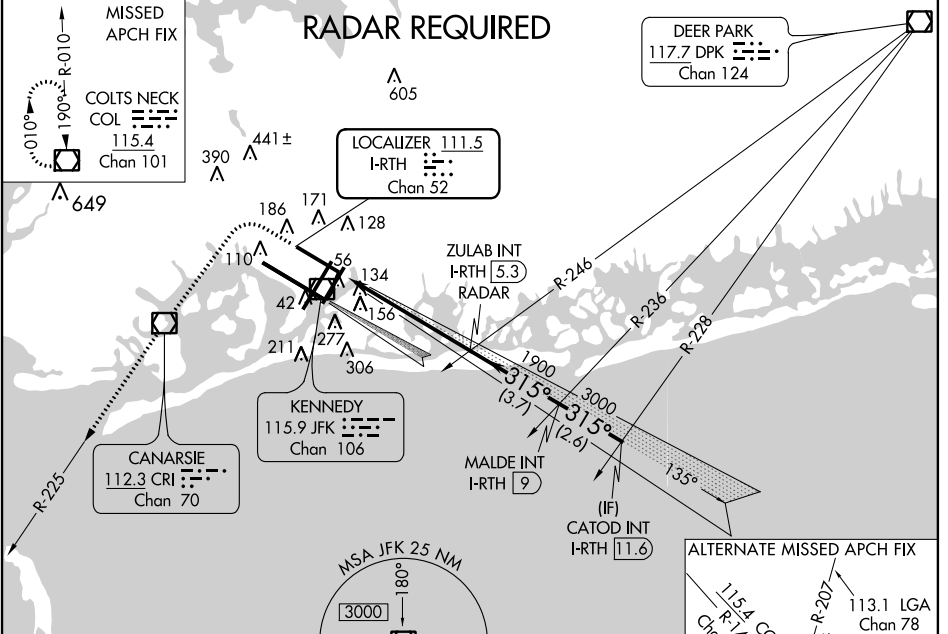 MISSED
APCH FIX
R-010
190°
010°
COLTS NECK
COL
115.4
Chan 101
649
RADAR REQUIRED
DEER PARK
117.7 DPK
Chan 124
605
441±
390
LOCALIZER 111.5
I-RTH
Chan 52
186
171
128
110
56
134
42
156
277
211
306
ZULAB INT
I-RTH 5.3
RADAR
R-246
R-236
R-228
1900
315°
(3.7)
3000
315°
(2.6)
135°
KENNEDY
115.9 JFK
Chan 106
CANARSIE
112.3 CRI
Chan 70
R-225
MALDE INT
I-RTH 9
(IF)
CATOD INT
I-RTH 11.6
MSA JFK 25 NM
180°
3000
ALTERNATE MISSED APCH FIX
115.4
R-207
113.1 LGA
Chan 78